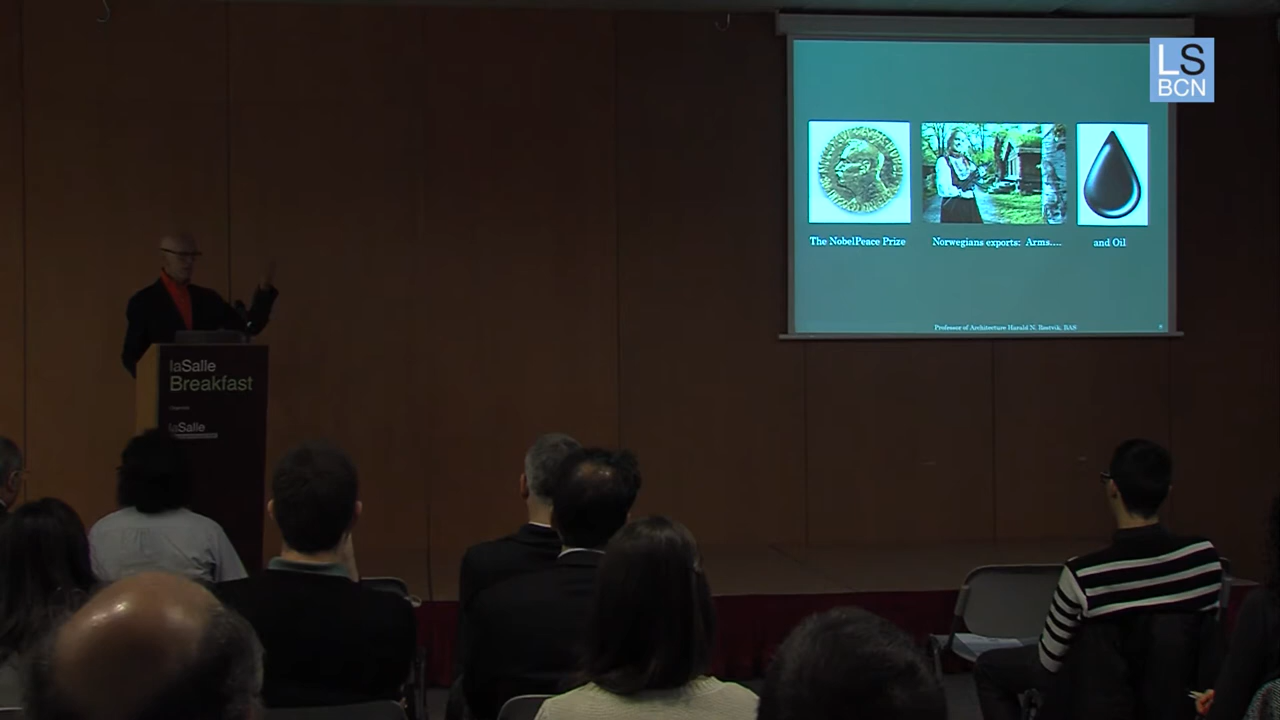 LS
BCN
The NobelPeace Prize
Norwegians exports: Arms....
and Oil
Professor of Architecture Harald N. Røstvik, BAS
laSalle
Breakfast
laSalle